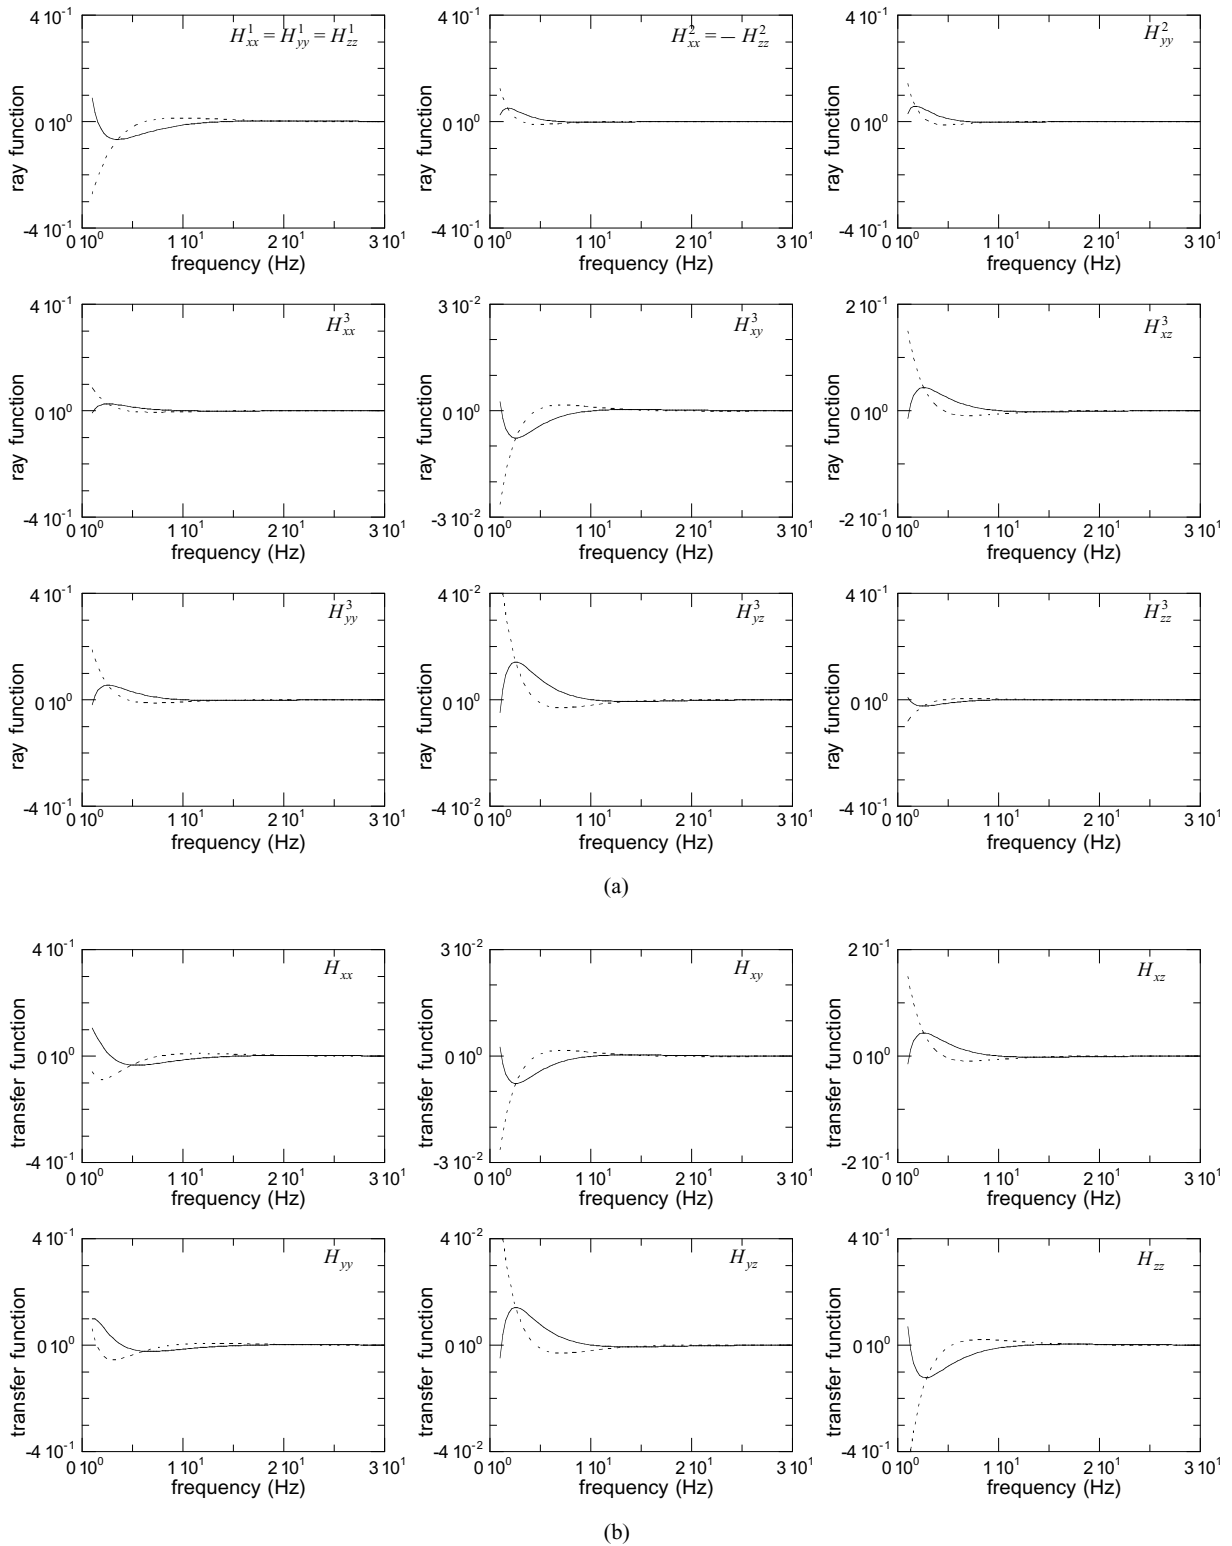 4 10⁻¹
H¹xx = H¹yy = H¹zz
ray function
0 10⁰
-4 10⁻¹
0 10⁰ 1 10¹ 2 10¹ 3 10¹
frequency (Hz)
4 10⁻¹
H²xx = − H²zz
ray function
0 10⁰
-4 10⁻¹
0 10⁰ 1 10¹ 2 10¹ 3 10¹
frequency (Hz)
4 10⁻¹
H²yy
ray function
0 10⁰
-4 10⁻¹
0 10⁰ 1 10¹ 2 10¹ 3 10¹
frequency (Hz)
4 10⁻¹
H³xx
ray function
0 10⁰
-4 10⁻¹
0 10⁰ 1 10¹ 2 10¹ 3 10¹
frequency (Hz)
3 10⁻²
H³xy
ray function
0 10⁰
-3 10⁻²
0 10⁰ 1 10¹ 2 10¹ 3 10¹
frequency (Hz)
2 10⁻¹
H³xz
ray function
0 10⁰
-2 10⁻¹
0 10⁰ 1 10¹ 2 10¹ 3 10¹
frequency (Hz)
4 10⁻¹
H³yy
ray function
0 10⁰
-4 10⁻¹
0 10⁰ 1 10¹ 2 10¹ 3 10¹
frequency (Hz)
4 10⁻²
H³yz
ray function
0 10⁰
-4 10⁻²
0 10⁰ 1 10¹ 2 10¹ 3 10¹
frequency (Hz)
4 10⁻¹
H³zz
ray function
0 10⁰
-4 10⁻¹
0 10⁰ 1 10¹ 2 10¹ 3 10¹
frequency (Hz)
(a)
4 10⁻¹
Hxx
transfer function
0 10⁰
-4 10⁻¹
0 10⁰ 1 10¹ 2 10¹ 3 10¹
frequency (Hz)
3 10⁻²
Hxy
transfer function
0 10⁰
-3 10⁻²
0 10⁰ 1 10¹ 2 10¹ 3 10¹
frequency (Hz)
2 10⁻¹
Hxz
transfer function
0 10⁰
-2 10⁻¹
0 10⁰ 1 10¹ 2 10¹ 3 10¹
frequency (Hz)
4 10⁻¹
Hyy
transfer function
0 10⁰
-4 10⁻¹
0 10⁰ 1 10¹ 2 10¹ 3 10¹
frequency (Hz)
4 10⁻²
Hyz
transfer function
0 10⁰
-4 10⁻²
0 10⁰ 1 10¹ 2 10¹ 3 10¹
frequency (Hz)
4 10⁻¹
Hzz
transfer function
0 10⁰
-4 10⁻¹
0 10⁰ 1 10¹ 2 10¹ 3 10¹
frequency (Hz)
(b)